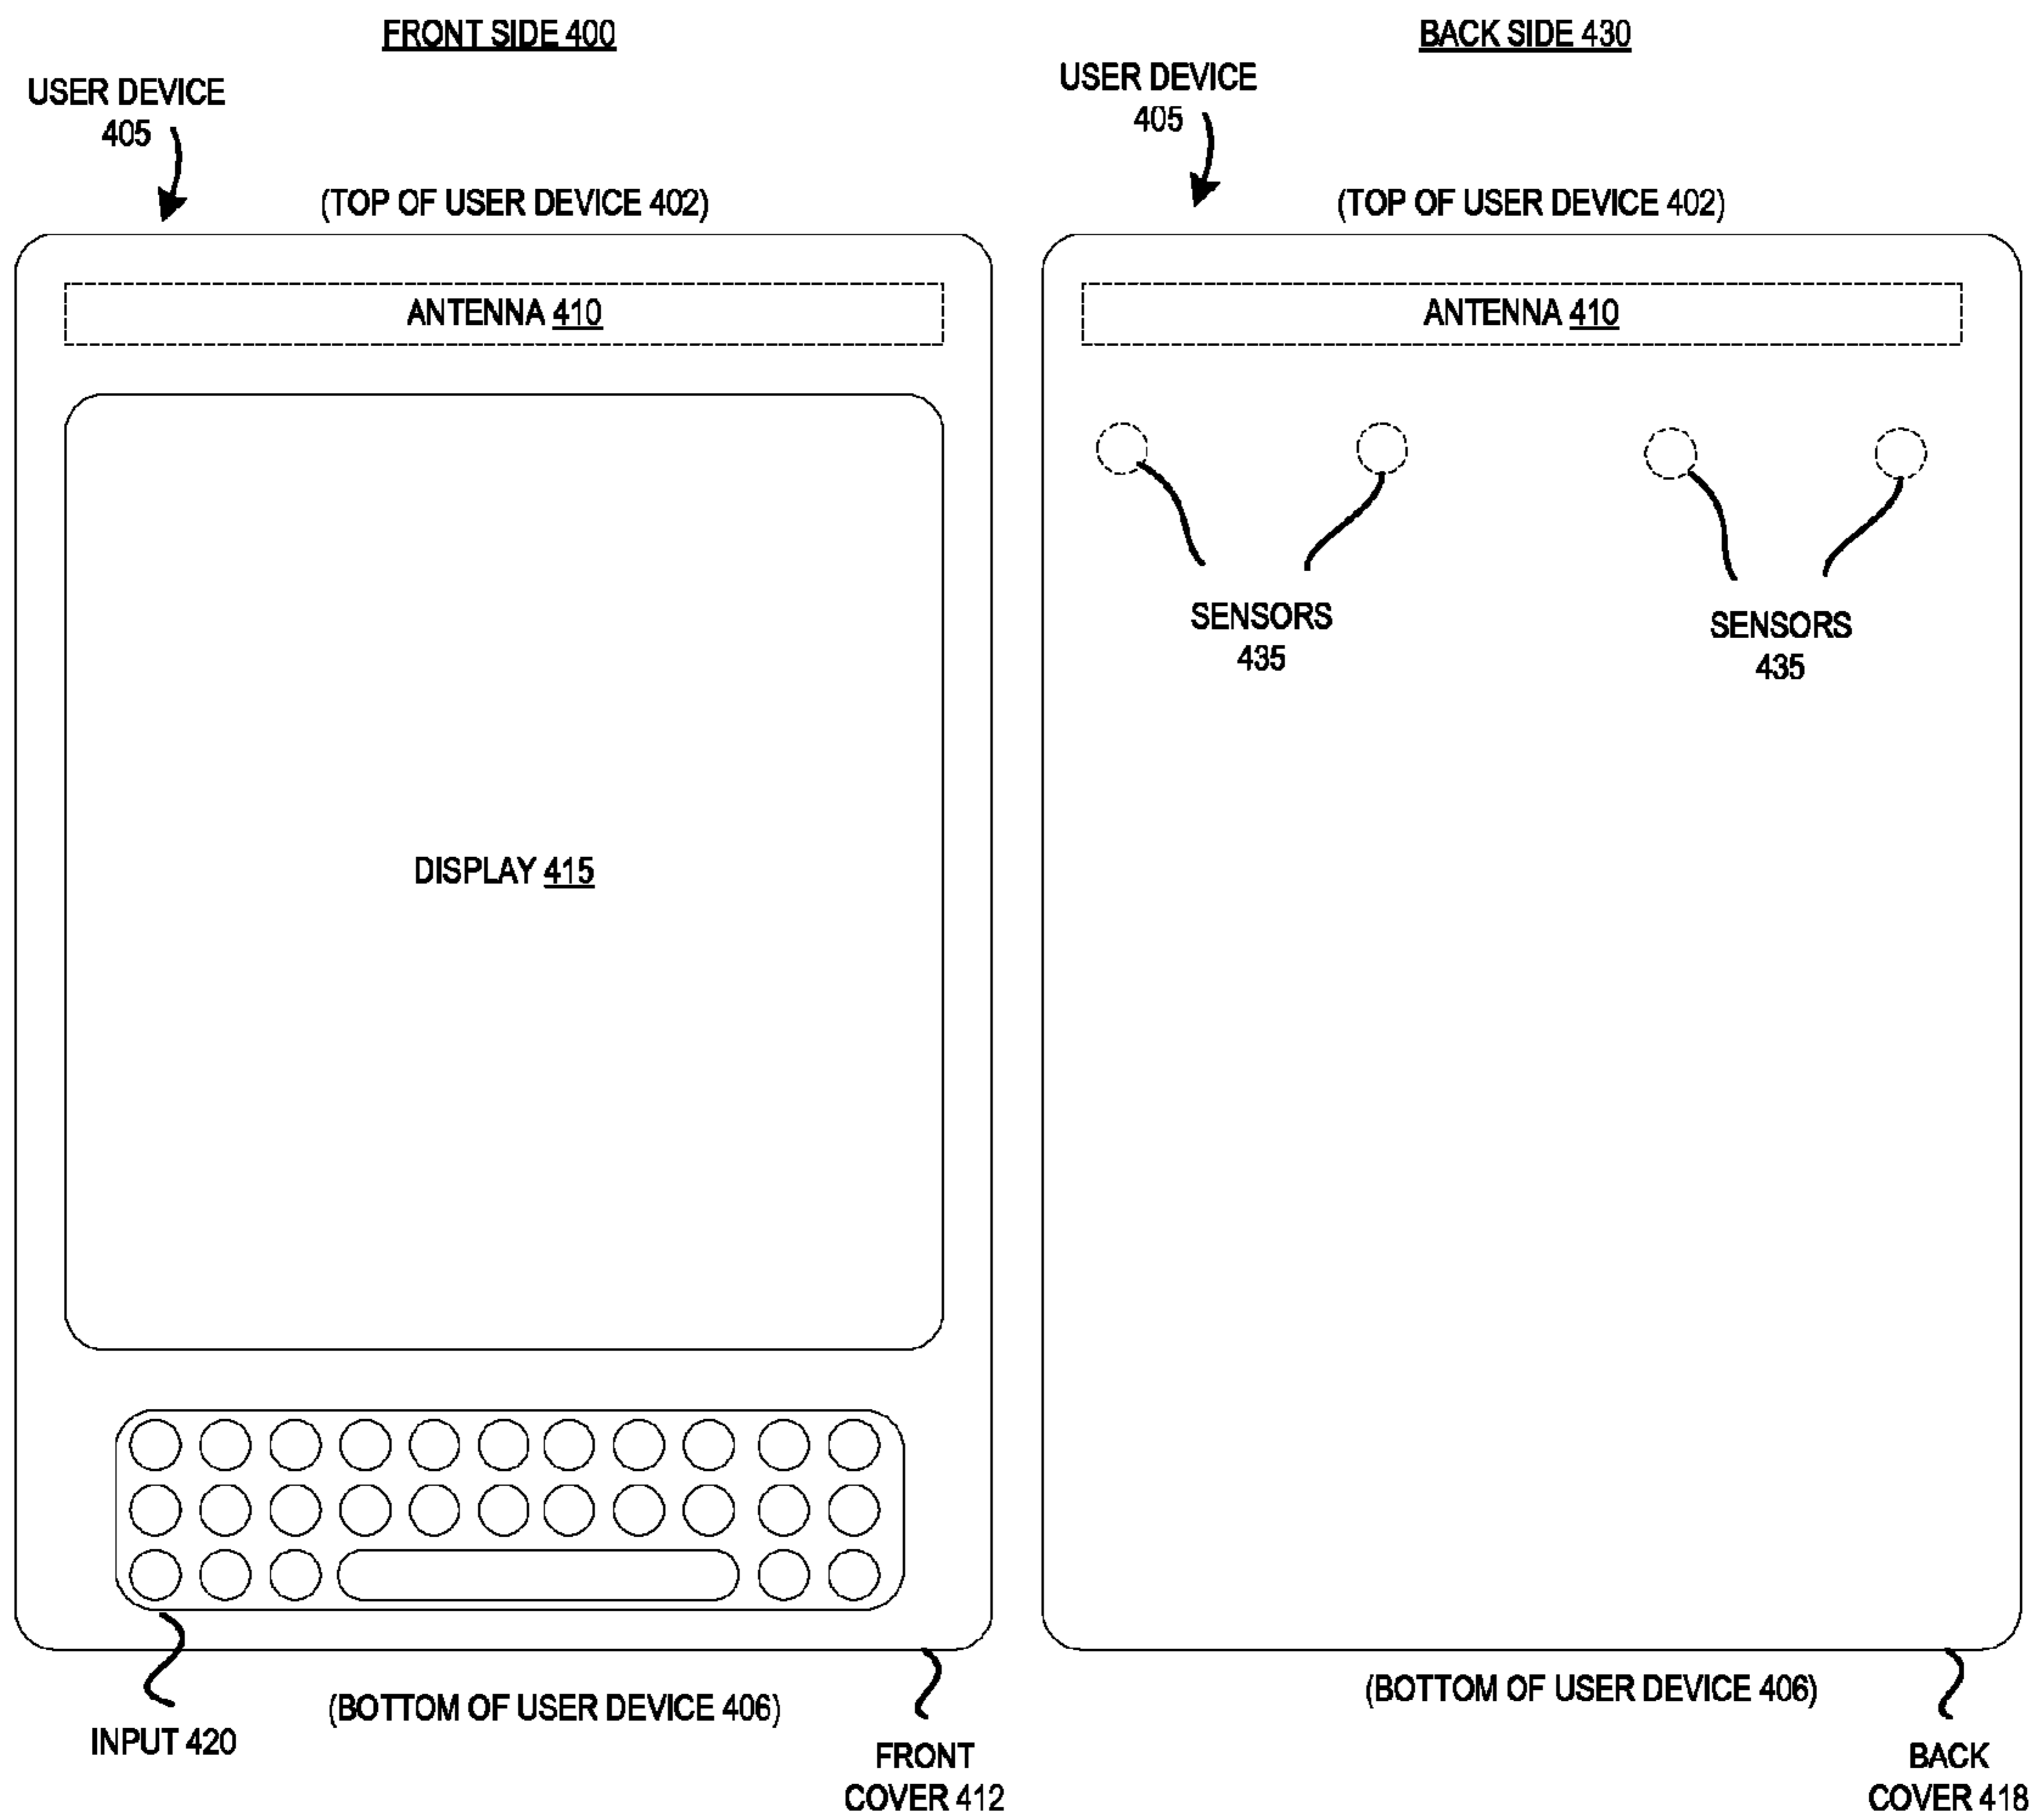 FRONT SIDE 400
USER DEVICE
405
(TOP OF USER DEVICE 402)
ANTENNA 410
DISPLAY 415
INPUT 420
(BOTTOM OF USER DEVICE 406)
FRONT
COVER 412
BACK SIDE 430
USER DEVICE
405
(TOP OF USER DEVICE 402)
ANTENNA 410
SENSORS
435
SENSORS
435
(BOTTOM OF USER DEVICE 406)
BACK
COVER 418